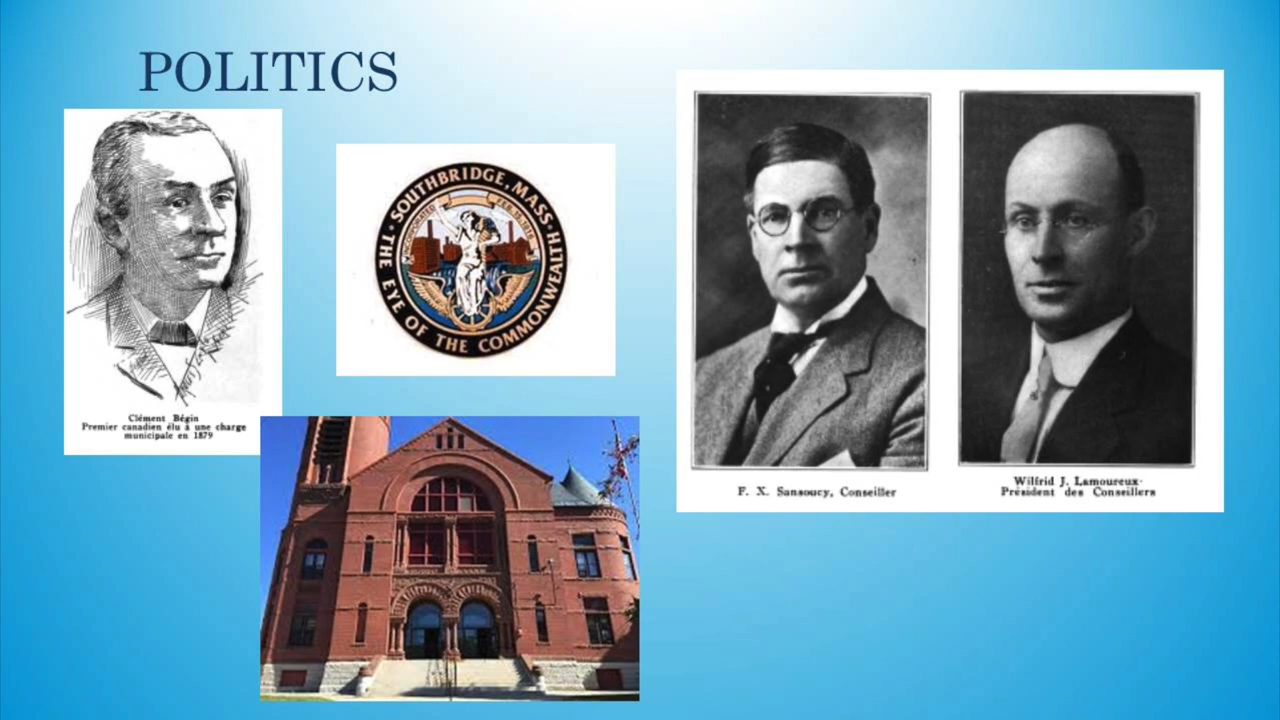 POLITICS
Clément Bégin
Premier canadien élu à une charge
municipale en 1879
SOUTHBRIDGE, MASS
THE EYE OF THE COMMONWEALTH
F. X. Sansoucy, Conseiller
Wilfrid J. Lamoureux
Président des Conseillers